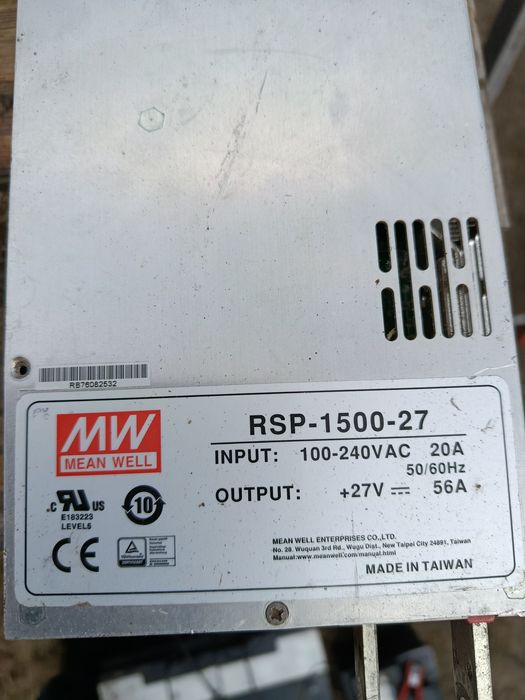 RB76082532
MW
MEAN WELL
RSP-1500-27
INPUT: 100-240VAC 20A
50/60Hz
OUTPUT: +27V ⎓ 56A
c RU US
E183223
LEVEL5
10
CE
MEAN WELL ENTERPRISES CO.,LTD.
No. 28, Wuquan 3rd Rd., Wugu Dist., New Taipei City 24891, Taiwan
Manual:www.meanwell.com/manual.html
MADE IN TAIWAN